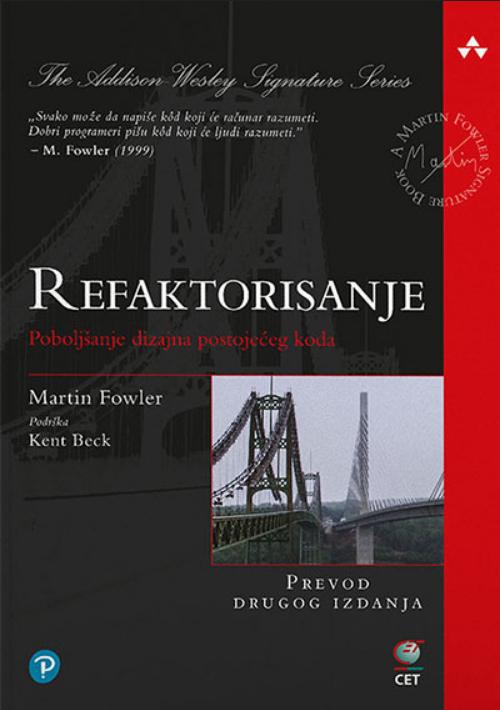 The Addison-Wesley Signature Series
„Svako može da napiše kôd koji će računar razumeti.
Dobri programeri pišu kôd koji će ljudi razumeti.”
– M. Fowler (1999)
A MARTIN FOWLER SIGNATURE BOOK
Martin
REFAKTORISANJE
Poboljšanje dizajna postojećeg koda
Martin Fowler
Podrška
Kent Beck
PREVOD
DRUGOG IZDANJA
P
CET